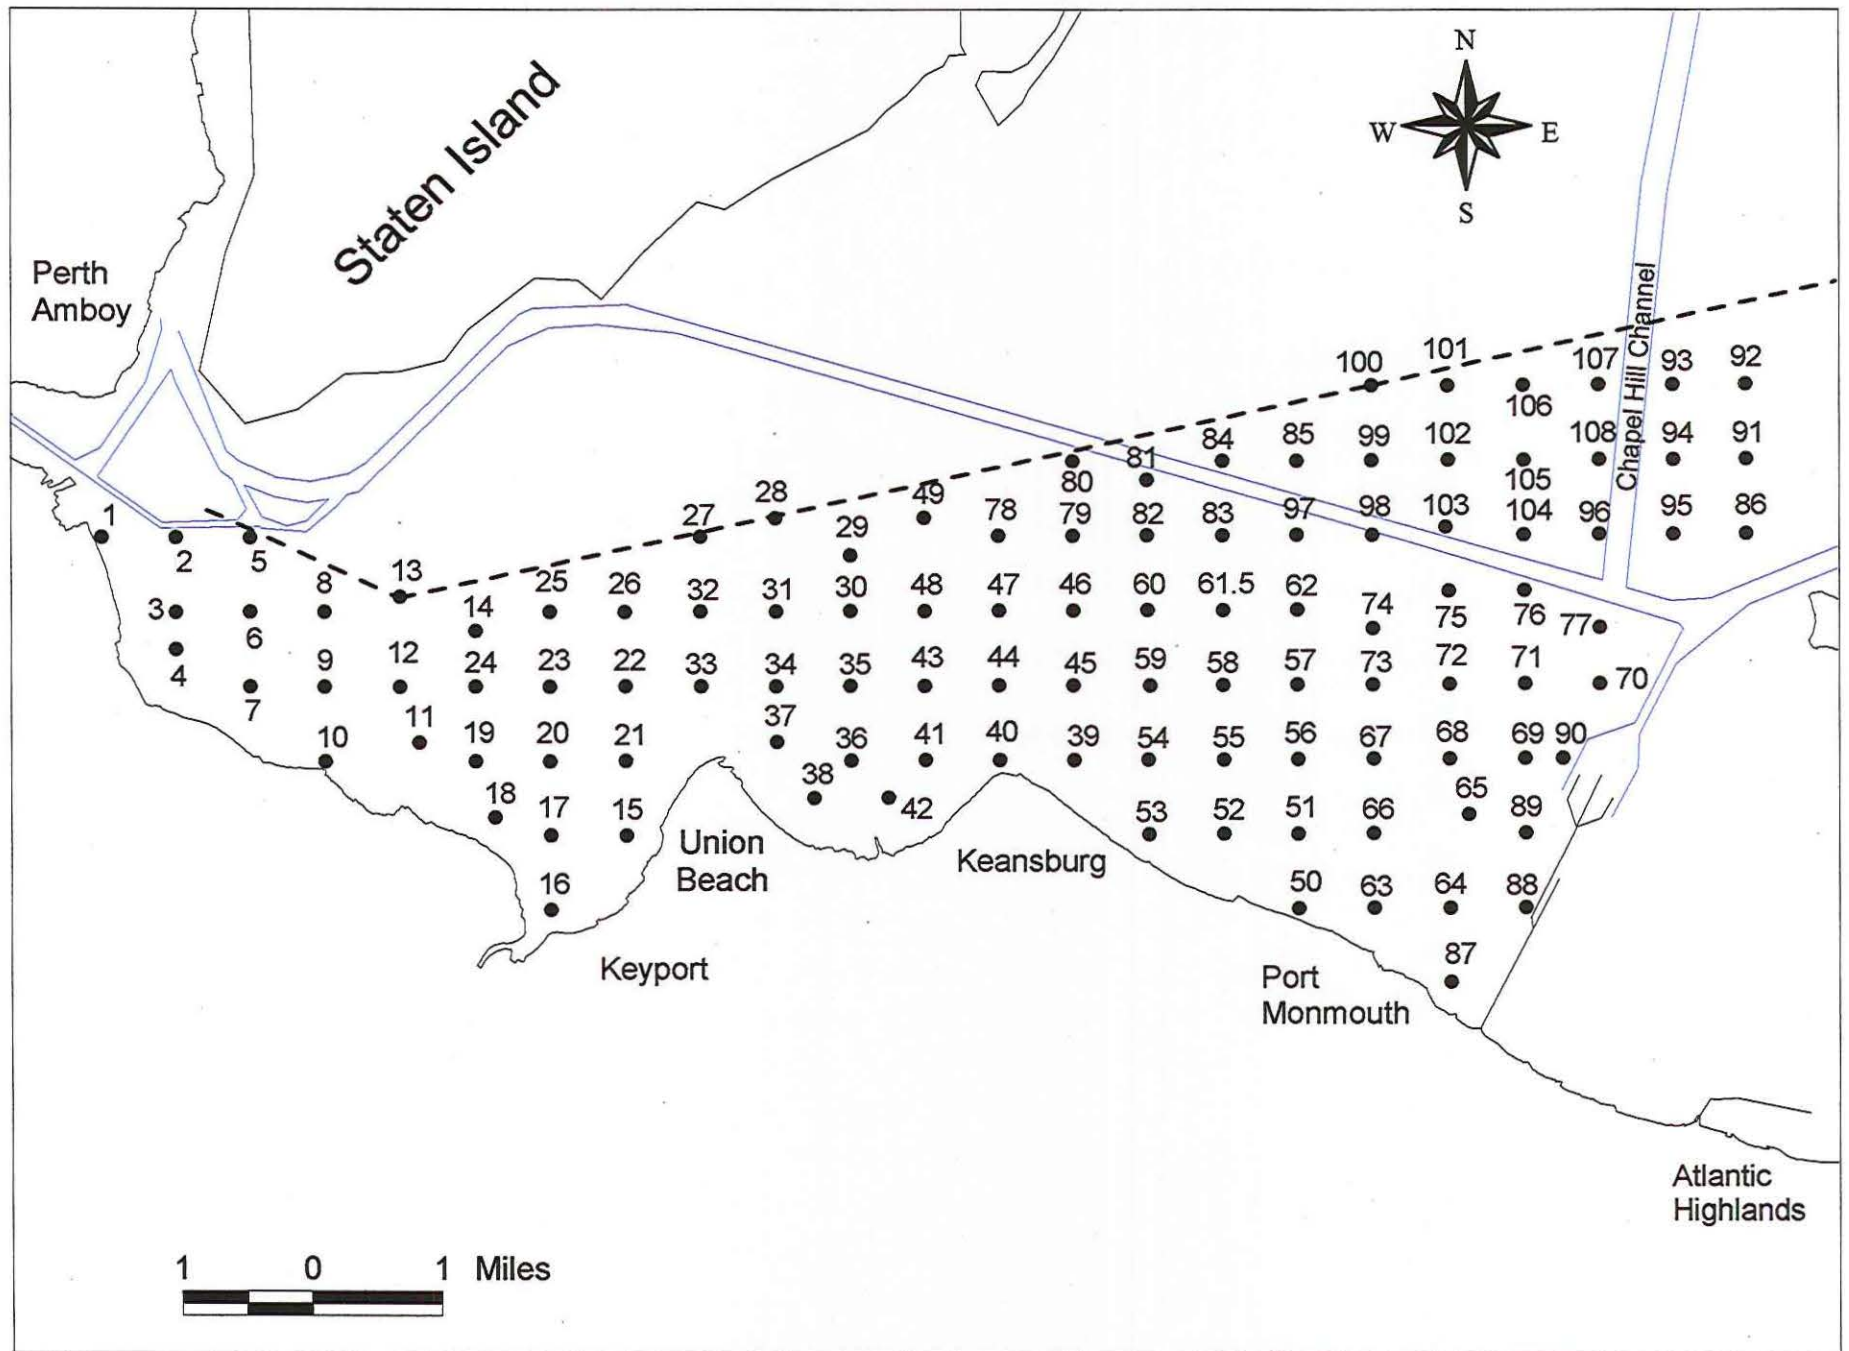 N
W E
S
Staten Island
Perth
Amboy
Chapel Hill Channel
100 101 107 93 92
106
84 85 99 102 108 94 91
81
80 105
28 49
27 78 79 82 83 97 98 103 104 96 95 86
1
29
2 5
13
8 25 26 32 31 30 48 47 46 60 61.5 62
3 14 74 75 76 77
6
4 9 12 24 23 22 33 34 35 43 44 45 59 58 57 73 72 71 70
7
11 37
10 19 20 21 36 41 40 39 54 55 56 67 68 69 90
38
18 17 15 42 53 52 51 66 65 89
Union
Beach
Keansburg
16 50 63 64 88
87
Keyport
Port
Monmouth
Atlantic
Highlands
1 0 1 Miles